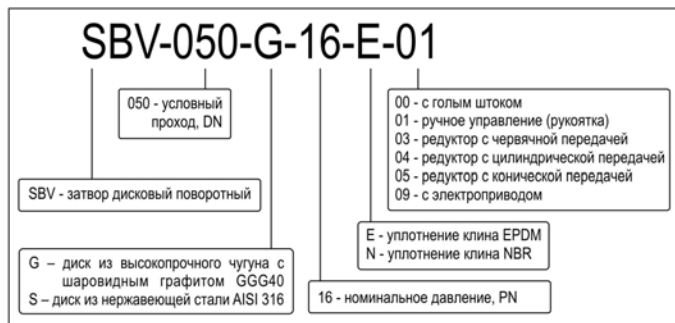 SBV-050-G-16-E-01
050 - условный
проход, DN
00 - с голым штоком
01 - ручное управление (рукоятка)
03 - редуктор с червячной передачей
04 - редуктор с цилиндрической передачей
05 - редуктор с конической передачей
09 - с электроприводом
SBV - затвор дисковый поворотный
E - уплотнение клина EPDM
N - уплотнение клина NBR
G – диск из высокопрочного чугуна с
шаровидным графитом GGG40
S – диск из нержавеющей стали AISI 316
16 - номинальное давление, PN